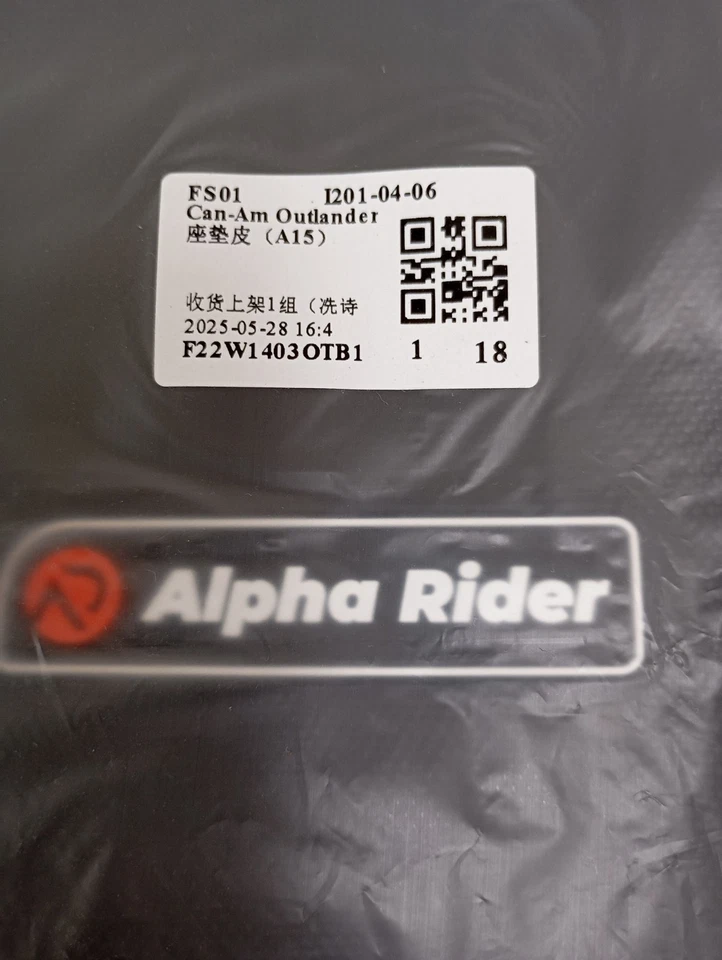 FS01 I201-04-06
Can-Am Outlander
座垫皮（A15）
收货上架1组（冼诗
2025-05-28 16:4
F22W1403OTB1 1 18
Alpha Rider